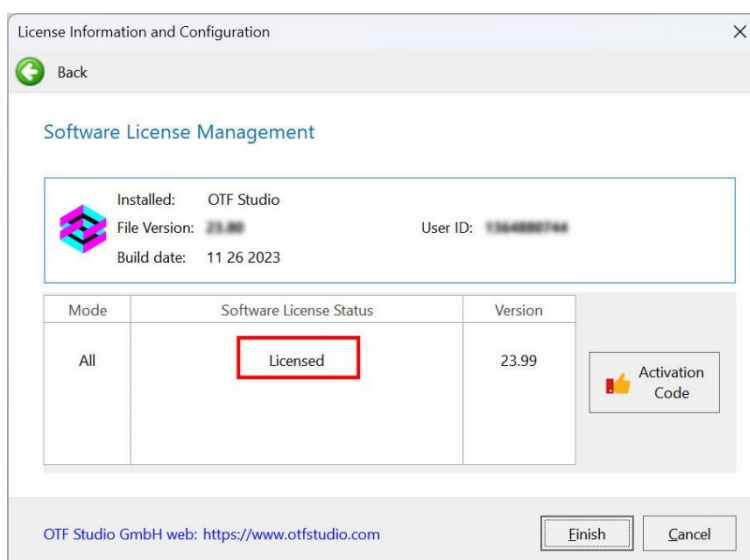 License Information and Configuration
Back
Software License Management
Installed: OTF Studio
File Version:
User ID:
Build date: 11 26 2023
Mode Software License Status Version
All Licensed 23.99
Activation
Code
OTF Studio GmbH web: https://www.otfstudio.com
Finish Cancel